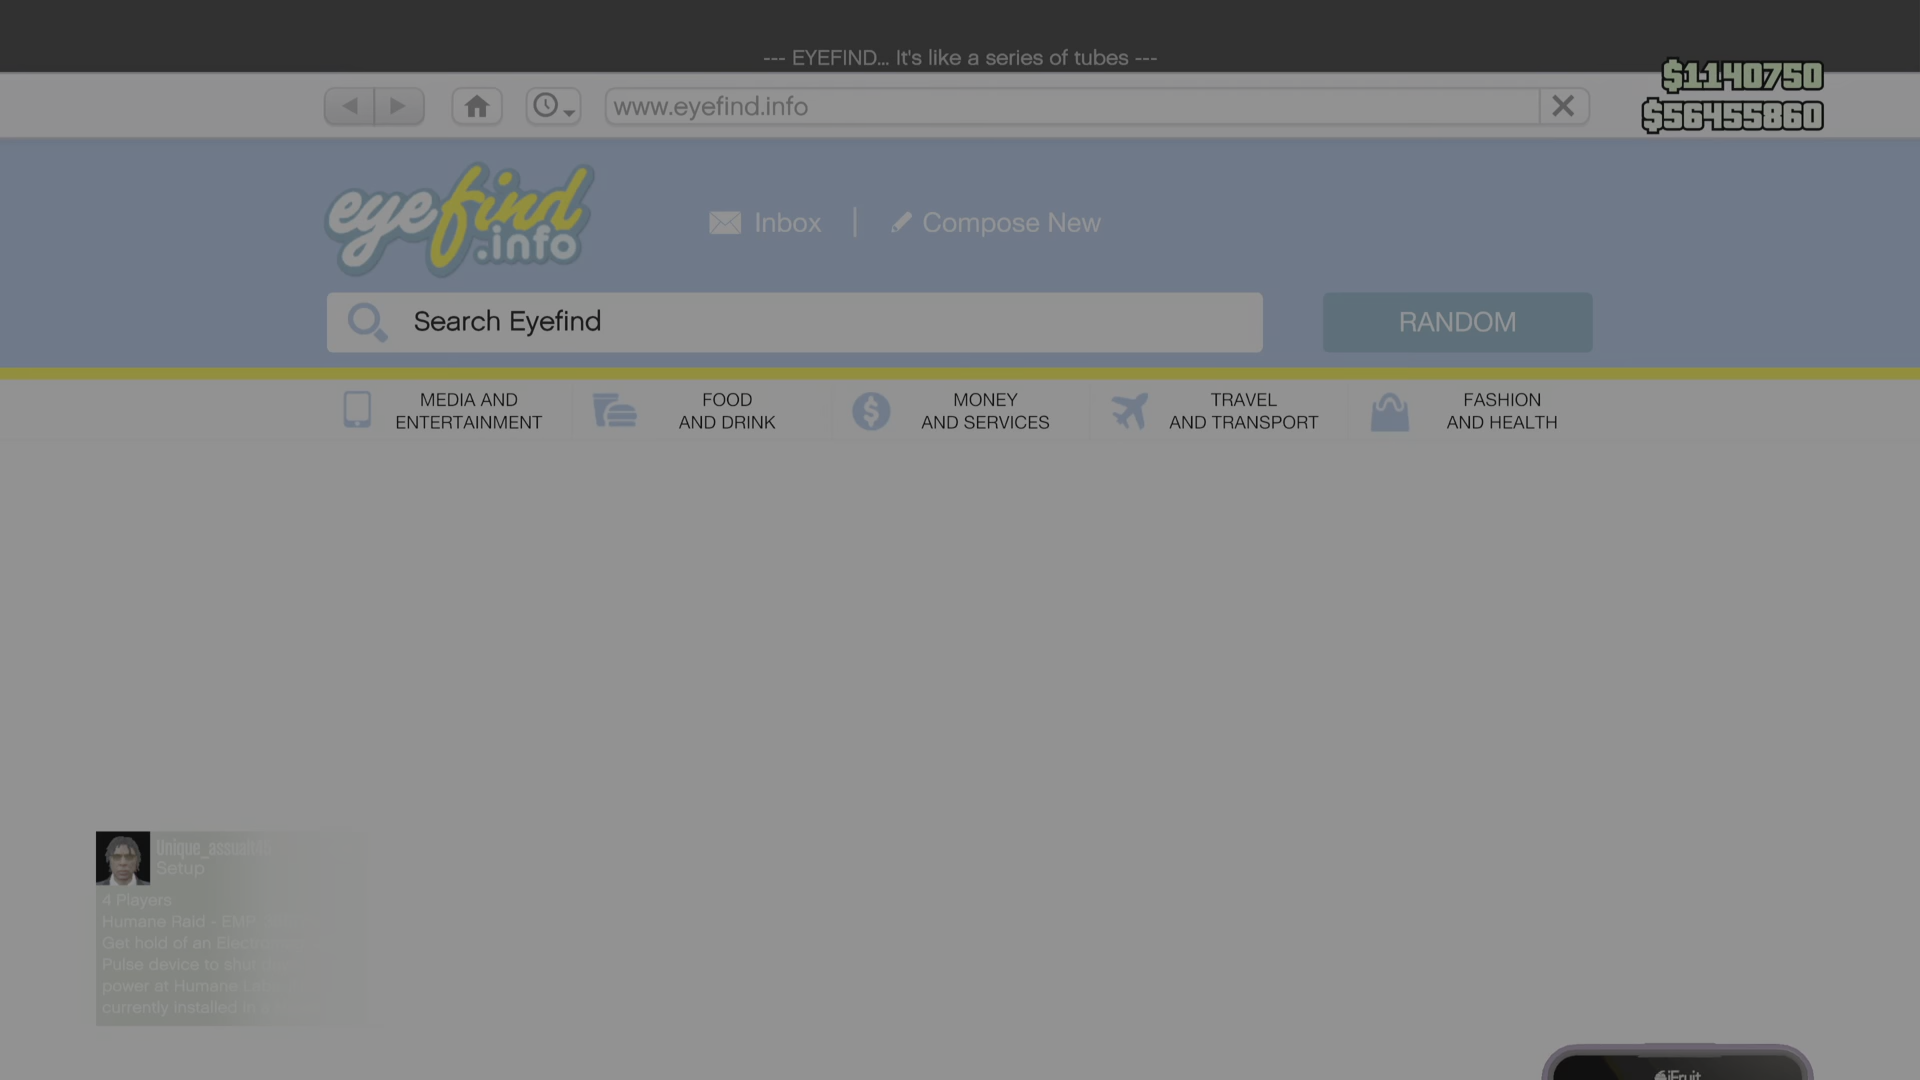 --- EYEFIND... It's like a series of tubes ---
$1140750
www.eyefind.info
$56455860
eyefind.info
Inbox | Compose New
Search Eyefind
RANDOM
MEDIA AND ENTERTAINMENT
FOOD AND DRINK
MONEY AND SERVICES
TRAVEL AND TRANSPORT
FASHION AND HEALTH
Setup
4 Players
Humane Raid - EMP
Get hold of an
Pulse device to shut
power at Humane
currently installed in
iFruit